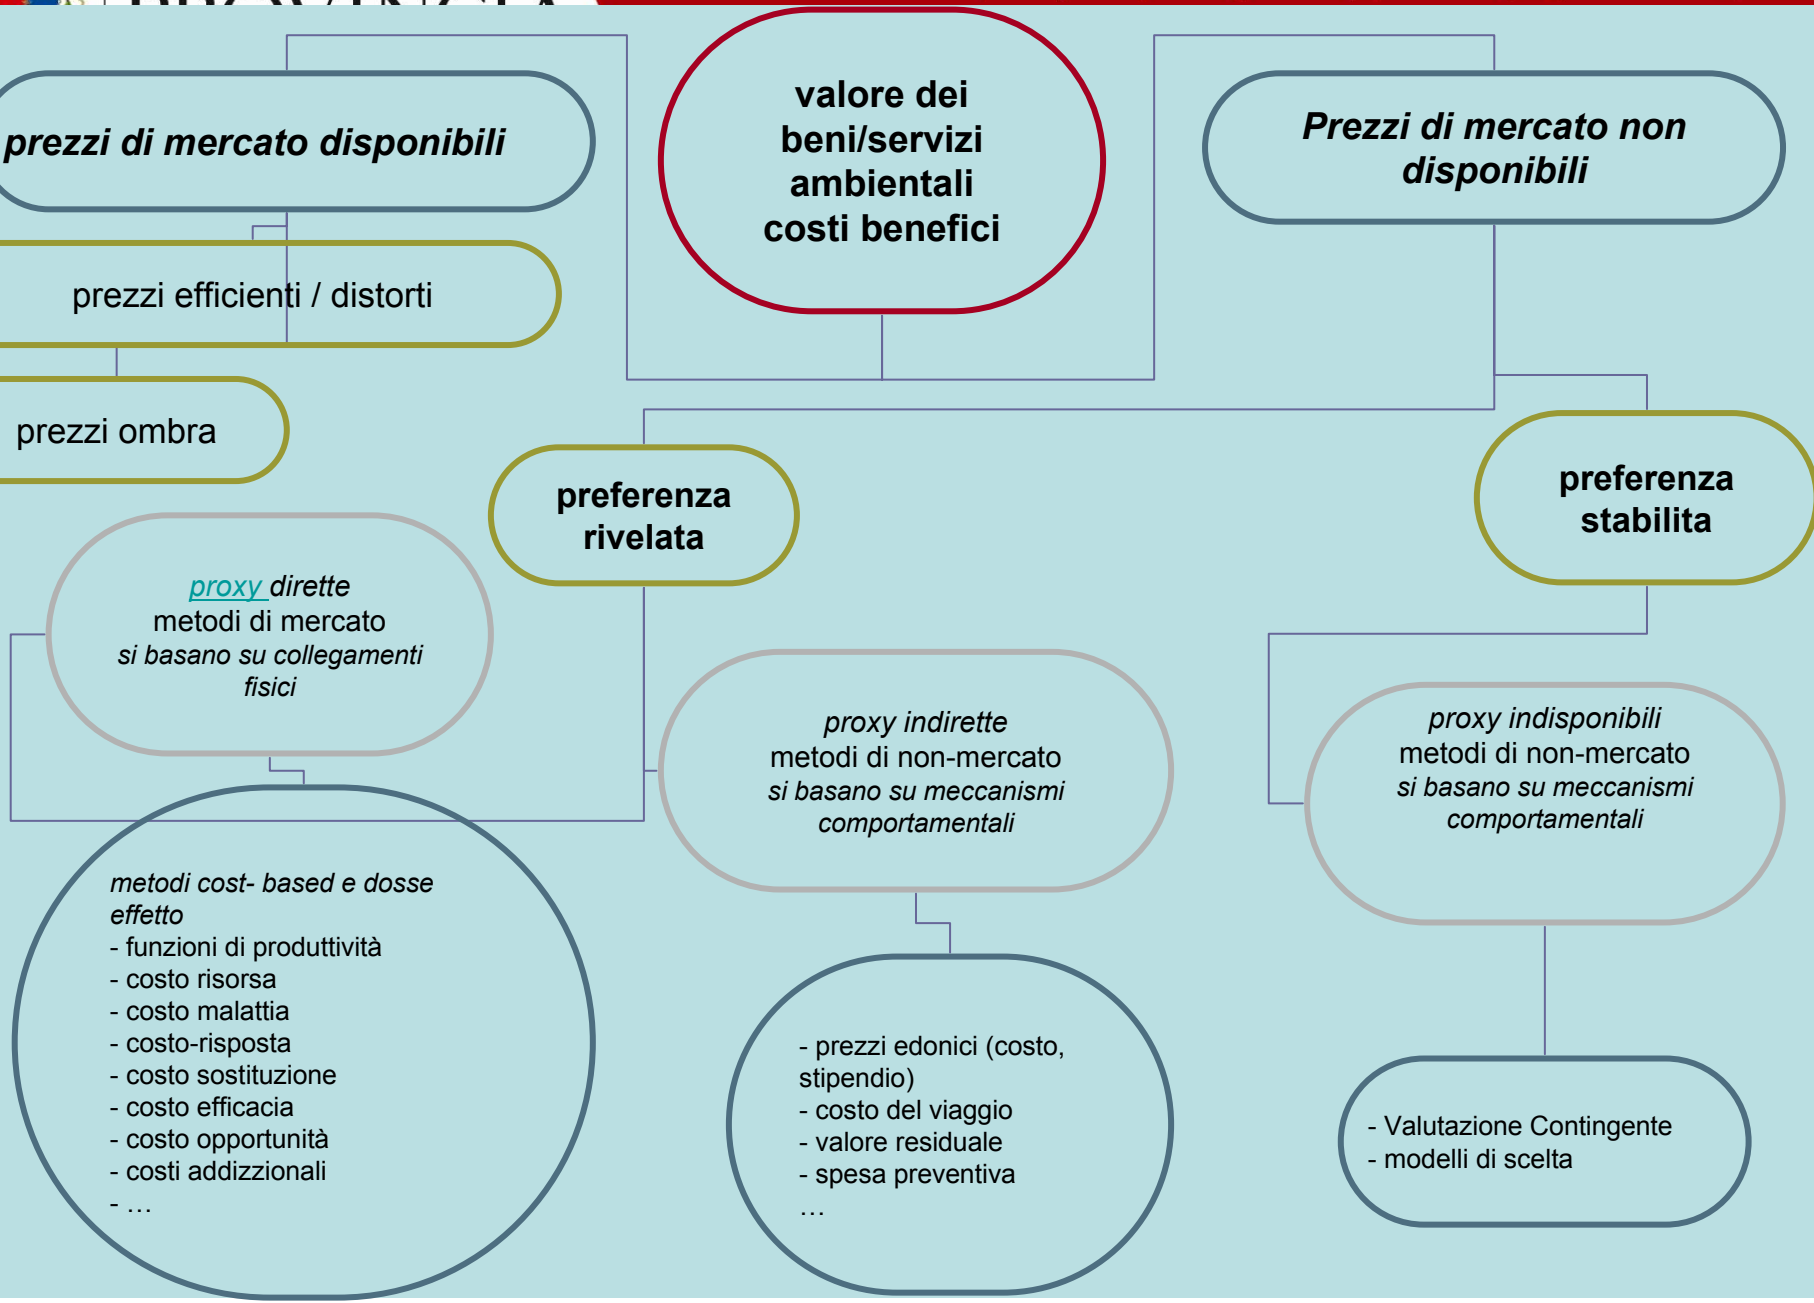 PROVINCIA
valore dei
beni/servizi
ambientali
costi benefici
prezzi di mercato disponibili
Prezzi di mercato non
disponibili
prezzi efficienti / distorti
prezzi ombra
preferenza
rivelata
preferenza
stabilita
proxy dirette
metodi di mercato
si basano su collegamenti
fisici
proxy indirette
metodi di non-mercato
si basano su meccanismi
comportamentali
proxy indisponibili
metodi di non-mercato
si basano su meccanismi
comportamentali
metodi cost- based e dosse
effetto
- funzioni di produttività
- costo risorsa
- costo malattia
- costo-risposta
- costo sostituzione
- costo efficacia
- costo opportunità
- costi addizzionali
- …
- prezzi edonici (costo,
stipendio)
- costo del viaggio
- valore residuale
- spesa preventiva
…
- Valutazione Contingente
- modelli di scelta